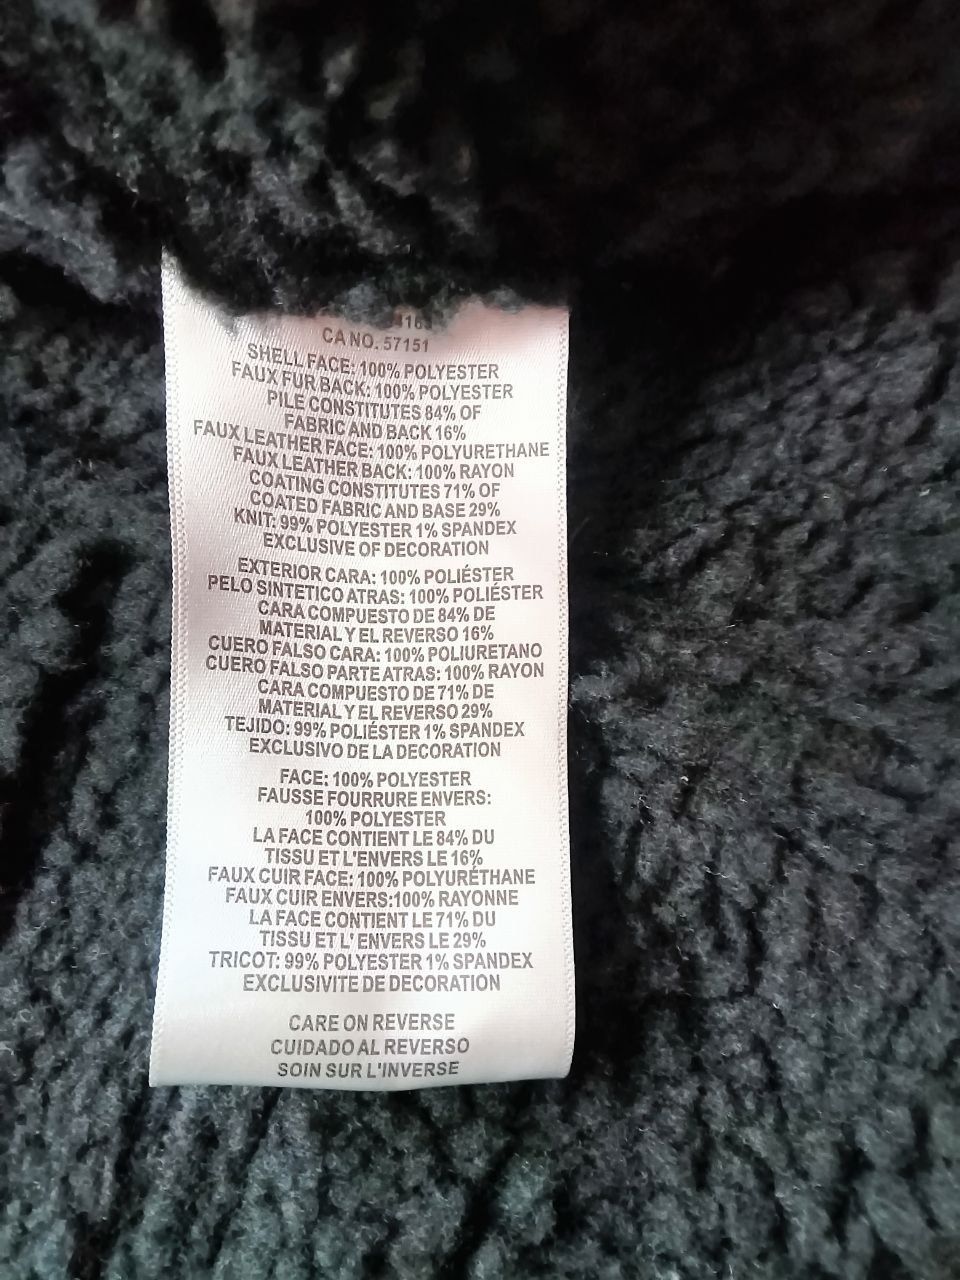 CA NO. 57151
SHELL FACE: 100% POLYESTER
FAUX FUR BACK: 100% POLYESTER
PILE CONSTITUTES 84% OF
FABRIC AND BACK 16%
FAUX LEATHER FACE: 100% POLYURETHANE
FAUX LEATHER BACK: 100% RAYON
COATING CONSTITUTES 71% OF
COATED FABRIC AND BASE 29%
KNIT: 99% POLYESTER 1% SPANDEX
EXCLUSIVE OF DECORATION
EXTERIOR CARA: 100% POLIÉSTER
PELO SINTETICO ATRAS: 100% POLIÉSTER
CARA COMPUESTO DE 84% DE
MATERIAL Y EL REVERSO 16%
CUERO FALSO CARA: 100% POLIURETANO
CUERO FALSO PARTE ATRAS: 100% RAYON
CARA COMPUESTO DE 71% DE
MATERIAL Y EL REVERSO 29%
TEJIDO: 99% POLIÉSTER 1% SPANDEX
EXCLUSIVO DE LA DECORATION
FACE: 100% POLYESTER
FAUSSE FOURRURE ENVERS:
100% POLYESTER
LA FACE CONTIENT LE 84% DU
TISSU ET L'ENVERS LE 16%
FAUX CUIR FACE: 100% POLYURÉTHANE
FAUX CUIR ENVERS:100% RAYONNE
LA FACE CONTIENT LE 71% DU
TISSU ET L' ENVERS LE 29%
TRICOT: 99% POLYESTER 1% SPANDEX
EXCLUSIVITE DE DECORATION
CARE ON REVERSE
CUIDADO AL REVERSO
SOIN SUR L'INVERSE